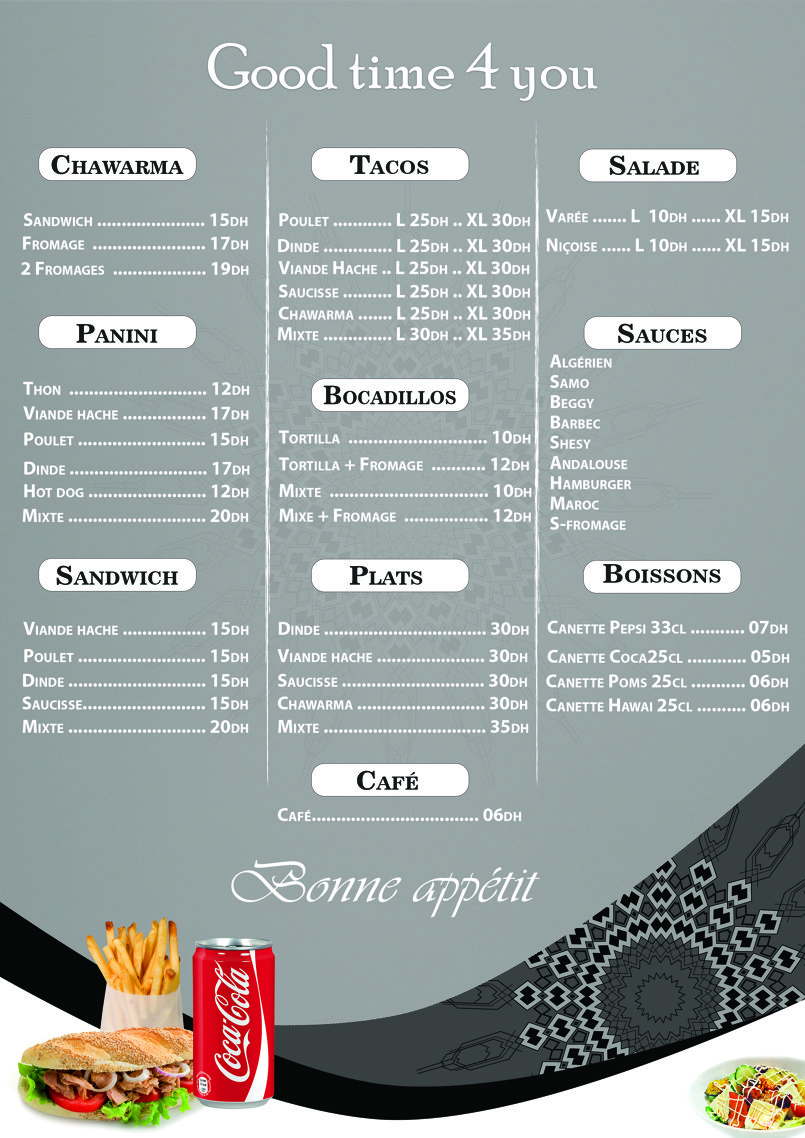 Good time 4 you
CHAWARMA
SANDWICH ...................... 15DH
FROMAGE ....................... 17DH
2 FROMAGES ................... 19DH
PANINI
THON ............................ 12DH
VIANDE HACHE ................. 17DH
POULET .......................... 15DH
DINDE ............................ 17DH
HOT DOG ........................ 12DH
MIXTE ............................ 20DH
SANDWICH
VIANDE HACHE ................. 15DH
POULET .......................... 15DH
DINDE ............................ 15DH
SAUCISSE......................... 15DH
MIXTE ............................ 20DH
TACOS
POULET ............ L 25DH .. XL 30DH
DINDE .............. L 25DH .. XL 30DH
VIANDE HACHE .. L 25DH .. XL 30DH
SAUCISSE .......... L 25DH .. XL 30DH
CHAWARMA ....... L 25DH .. XL 30DH
MIXTE .............. L 30DH .. XL 35DH
BOCADILLOS
TORTILLA ............................ 10DH
TORTILLA + FROMAGE ........... 12DH
MIXTE ................................ 10DH
MIXE + FROMAGE ................. 12DH
PLATS
DINDE ................................. 30DH
VIANDE HACHE ...................... 30DH
SAUCISSE ............................. 30DH
CHAWARMA .......................... 30DH
MIXTE ................................. 35DH
CAFÉ
CAFÉ.................................. 06DH
SALADE
VARÉE ....... L 10DH ...... XL 15DH
NIÇOISE ...... L 10DH ...... XL 15DH
SAUCES
ALGÉRIEN
SAMO
BEGGY
BARBEC
SHESY
ANDALOUSE
HAMBURGER
MAROC
S-FROMAGE
BOISSONS
CANETTE PEPSI 33CL ........... 07DH
CANETTE COCA25CL ............ 05DH
CANETTE POMS 25CL ........... 06DH
CANETTE HAWAI 25CL .......... 06DH
Bonne appétit
Coca-Cola